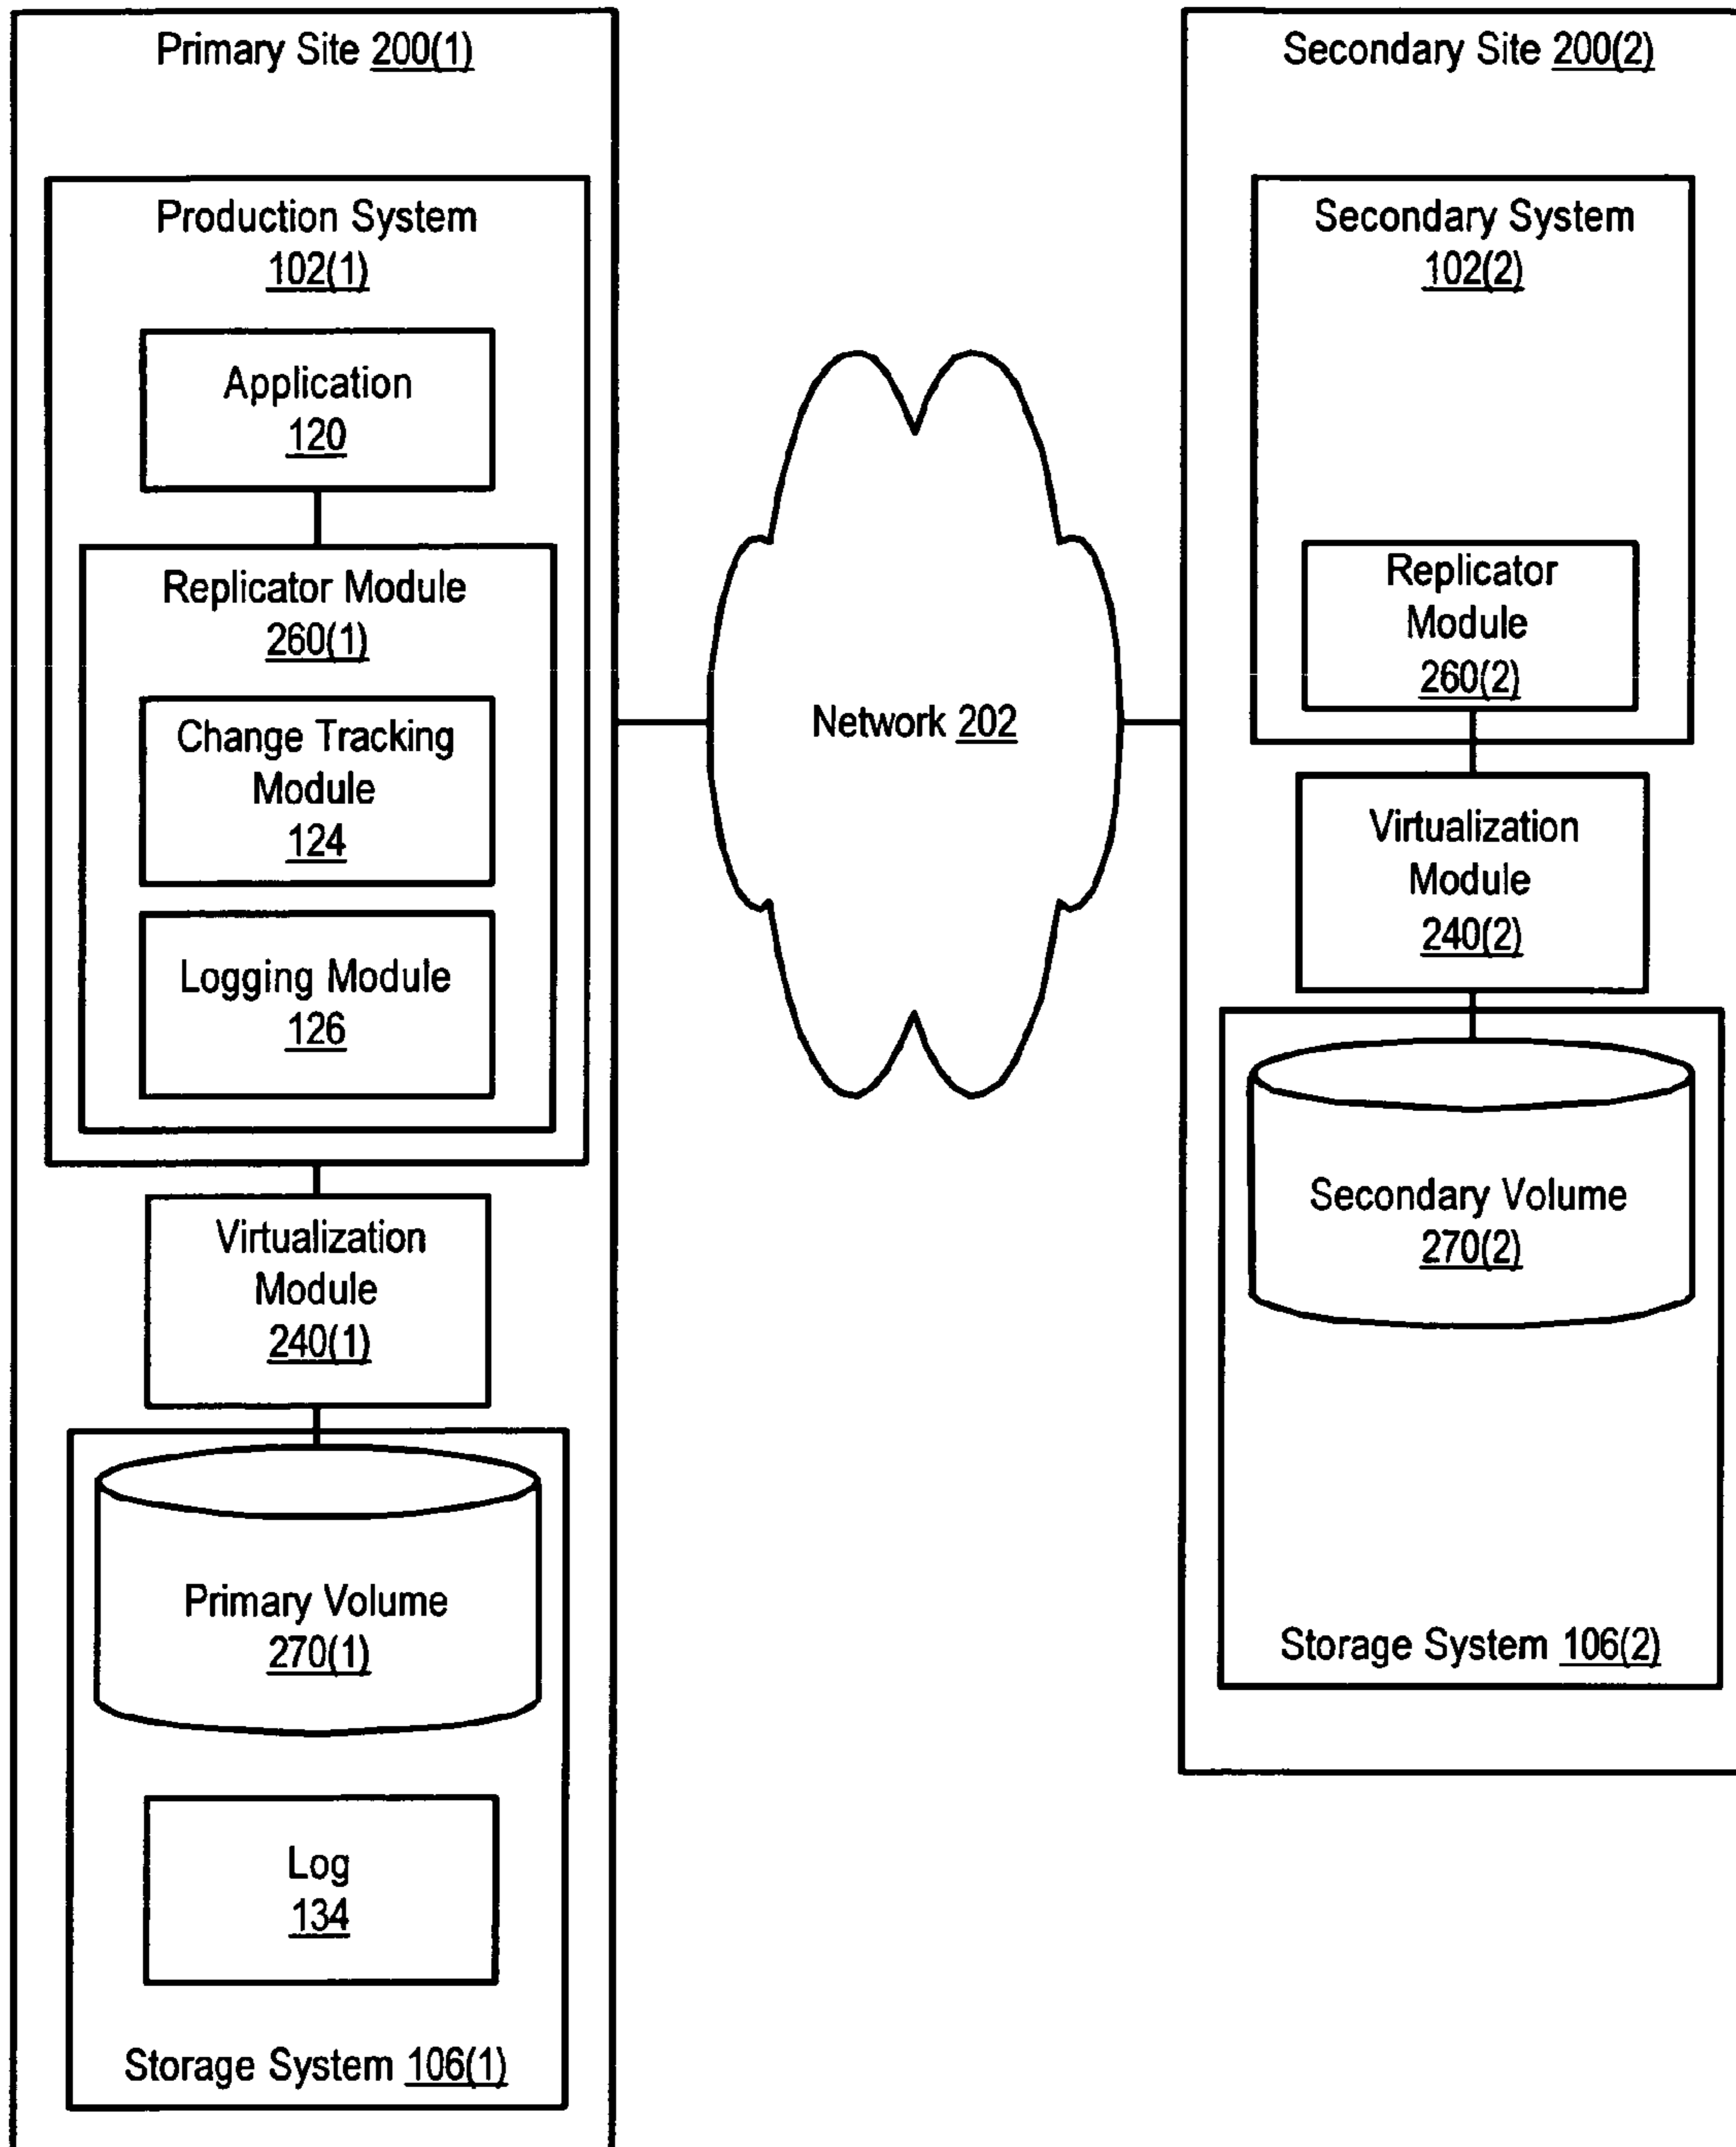 Primary Site 200(1)
Production System
102(1)
Application
120
Replicator Module
260(1)
Change Tracking
Module
124
Logging Module
126
Virtualization
Module
240(1)
Primary Volume
270(1)
Log
134
Storage System 106(1)
Network 202
Secondary Site 200(2)
Secondary System
102(2)
Replicator
Module
260(2)
Virtualization
Module
240(2)
Secondary Volume
270(2)
Storage System 106(2)